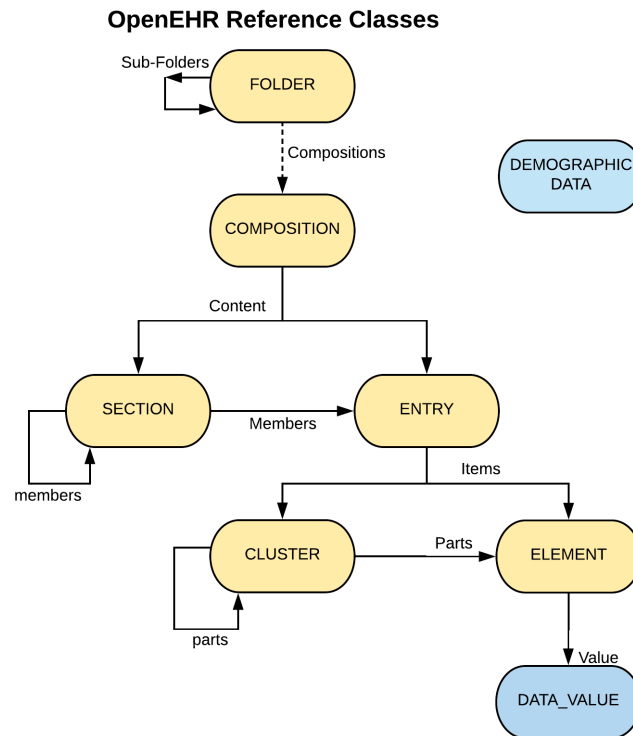 OpenEHR Reference Classes
Sub-Folders
FOLDER
Compositions
DEMOGRAPHIC
DATA
COMPOSITION
Content
SECTION
ENTRY
Members
members
Items
CLUSTER
Parts
ELEMENT
parts
Value
DATA_VALUE